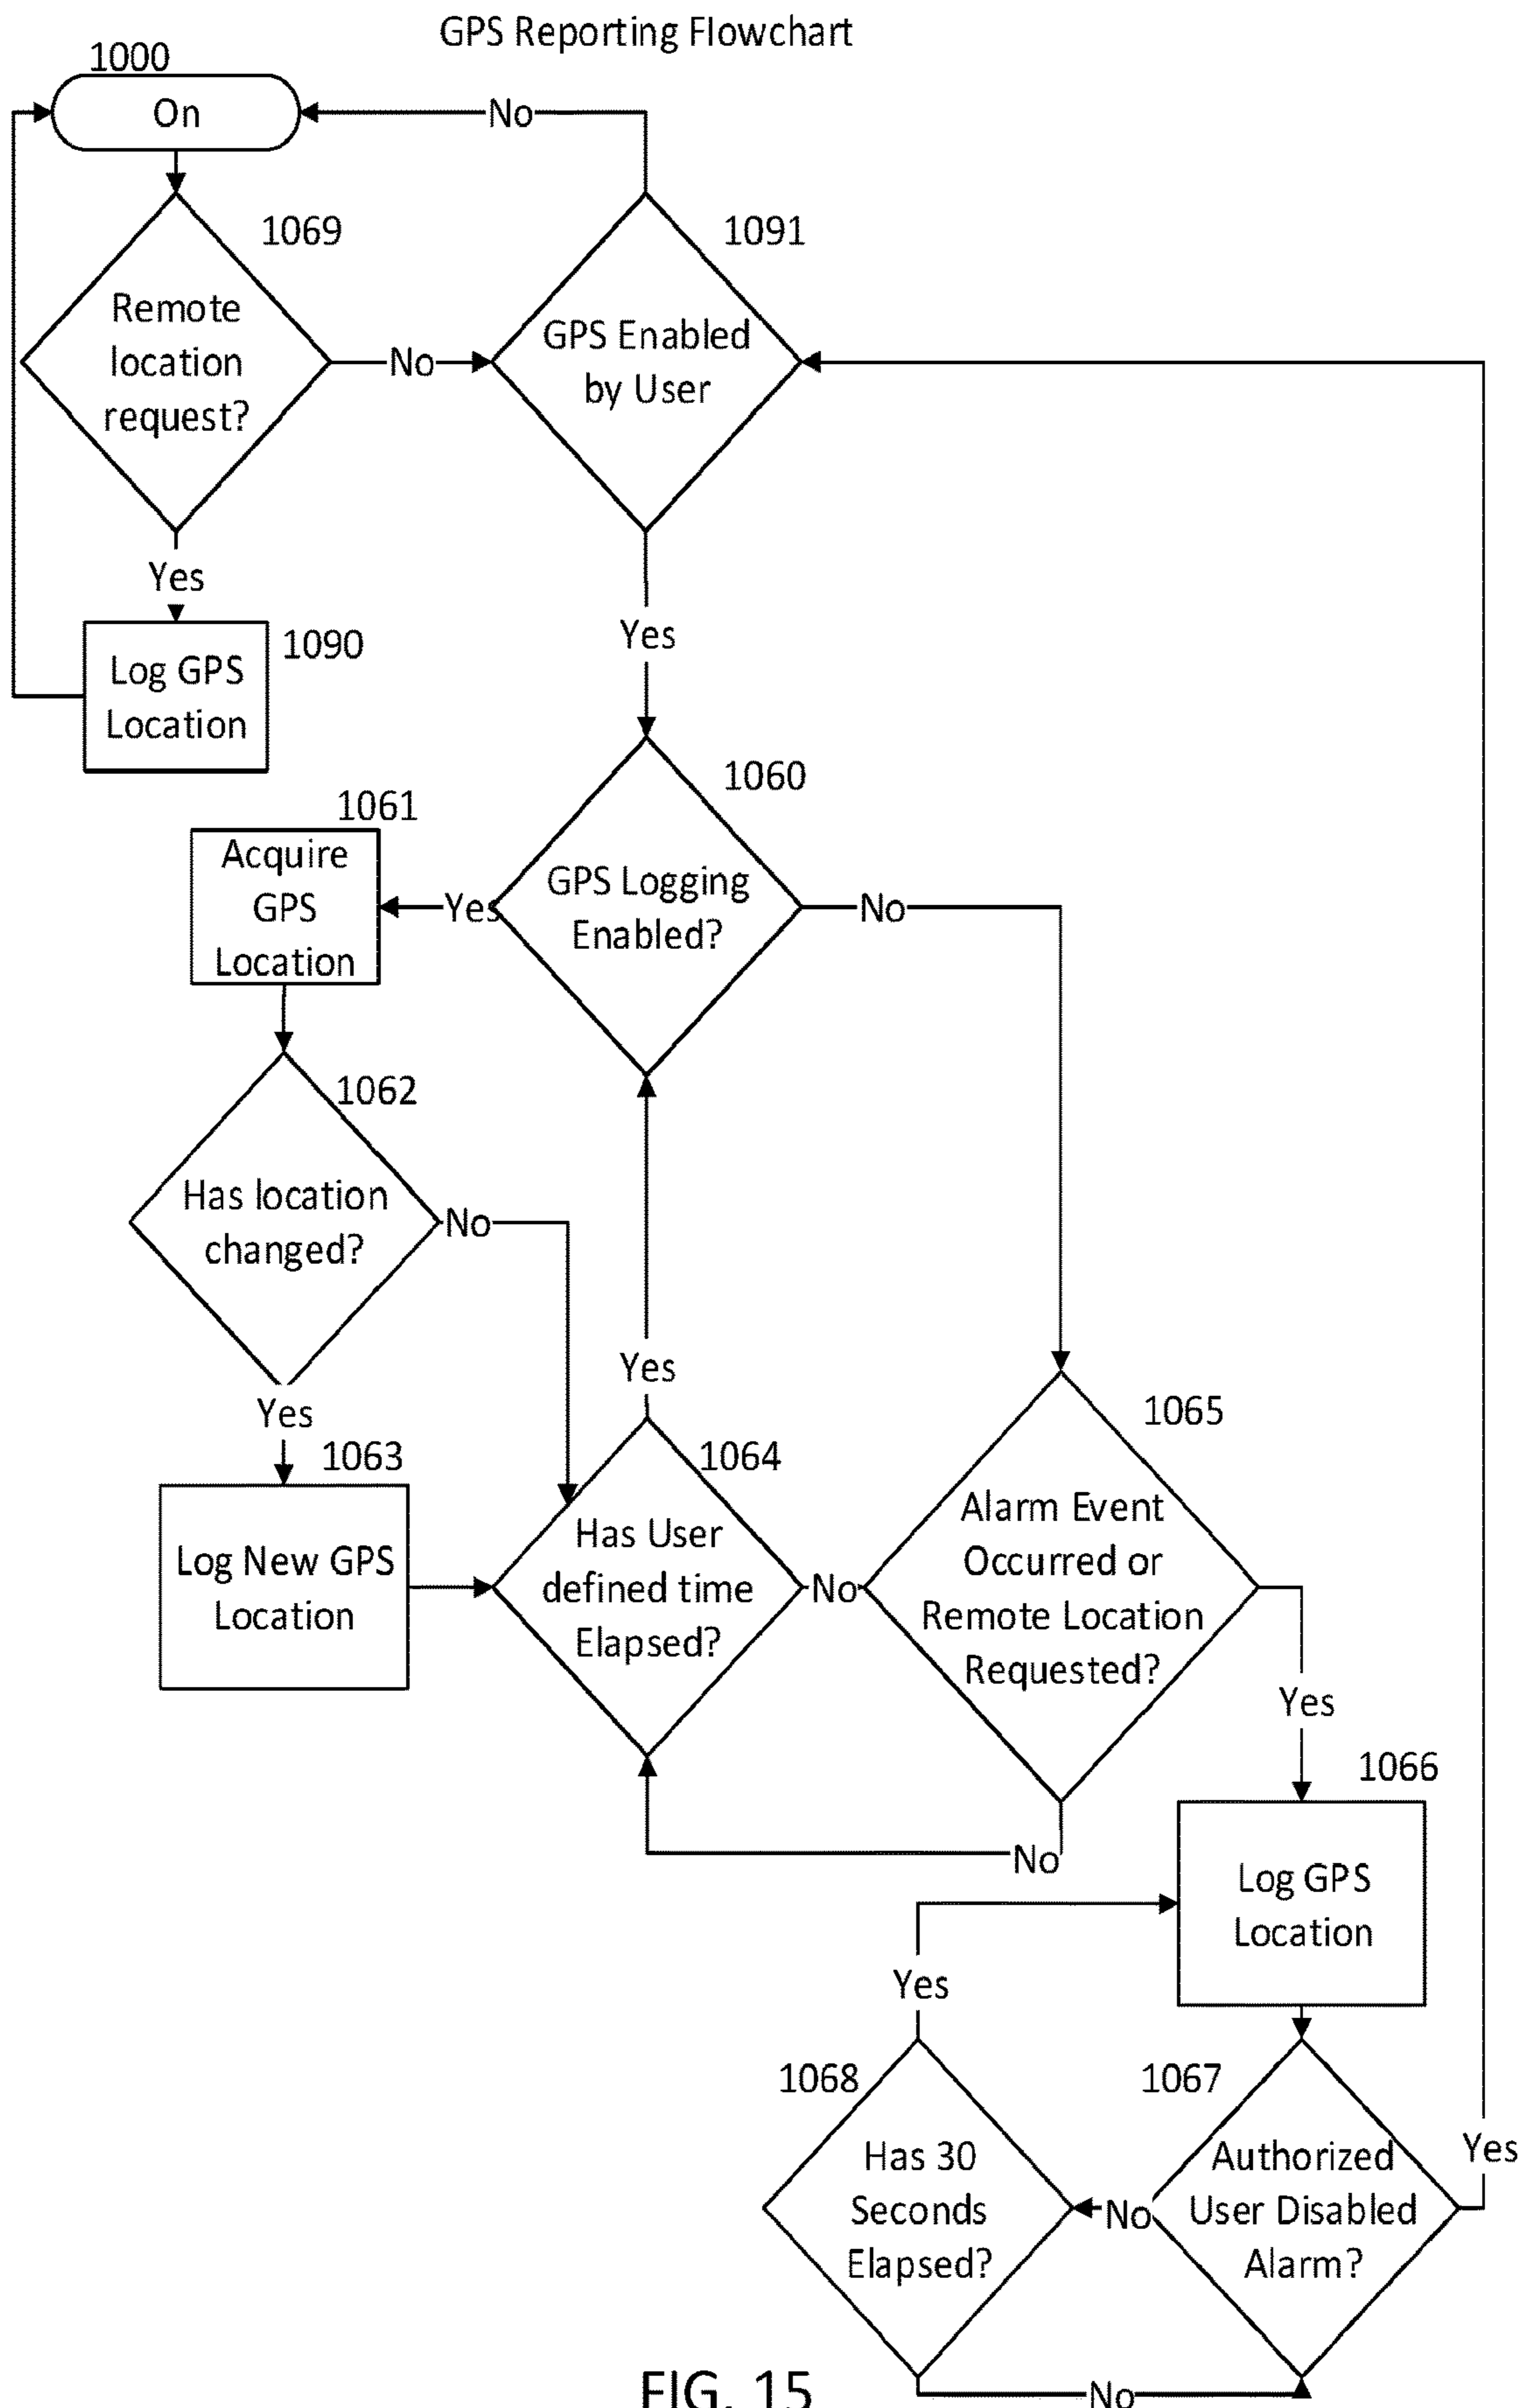 GPS Reporting Flowchart
1000
On
No
1069
Remote
location
request?
No
1091
GPS Enabled
by User
Yes
1090
Log GPS
Location
Yes
1060
GPS Logging
Enabled?
Yes
No
1061
Acquire
GPS
Location
1062
Has location
changed?
No
Yes
1063
Log New GPS
Location
Yes
1064
Has User
defined time
Elapsed?
No
1065
Alarm Event
Occurred or
Remote Location
Requested?
Yes
No
1066
Log GPS
Location
Yes
1068
Has 30
Seconds
Elapsed?
No
1067
Authorized
User Disabled
Alarm?
Yes
No
FIG. 15